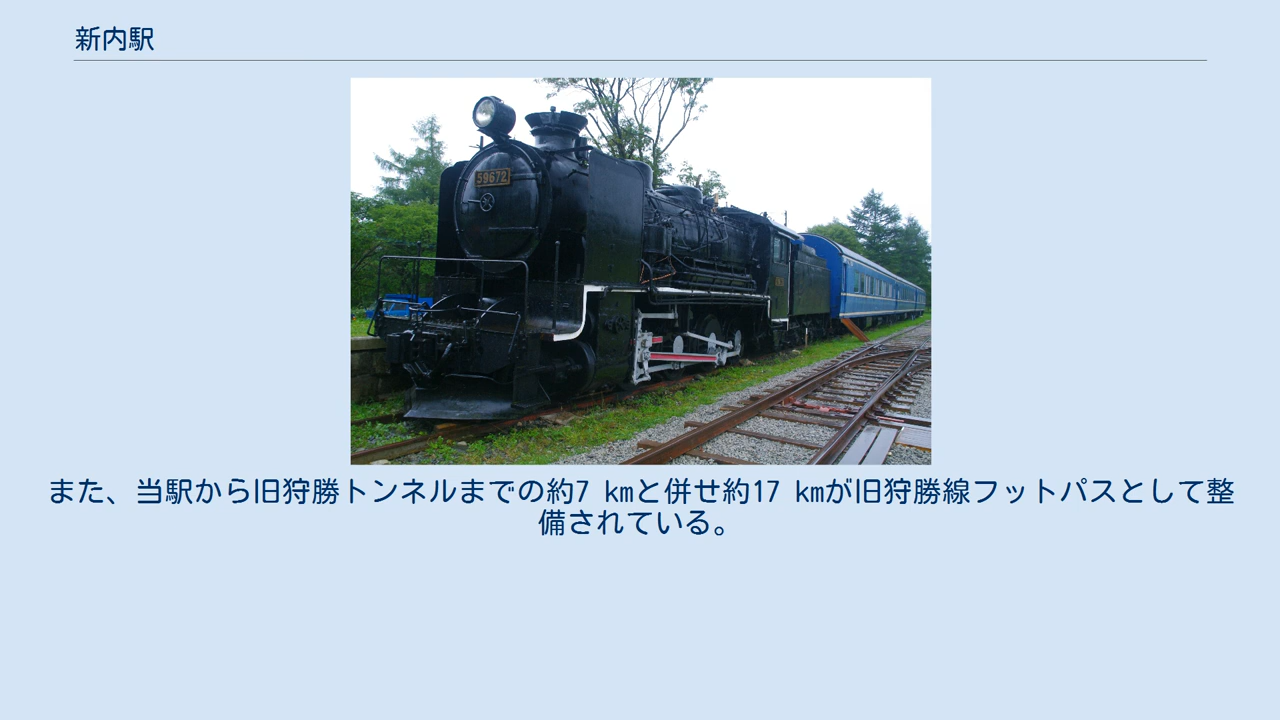 新内駅
59672
また、当駅から旧狩勝トンネルまでの約7 kmと併せ約17 kmが旧狩勝線フットパスとして整
備されている。